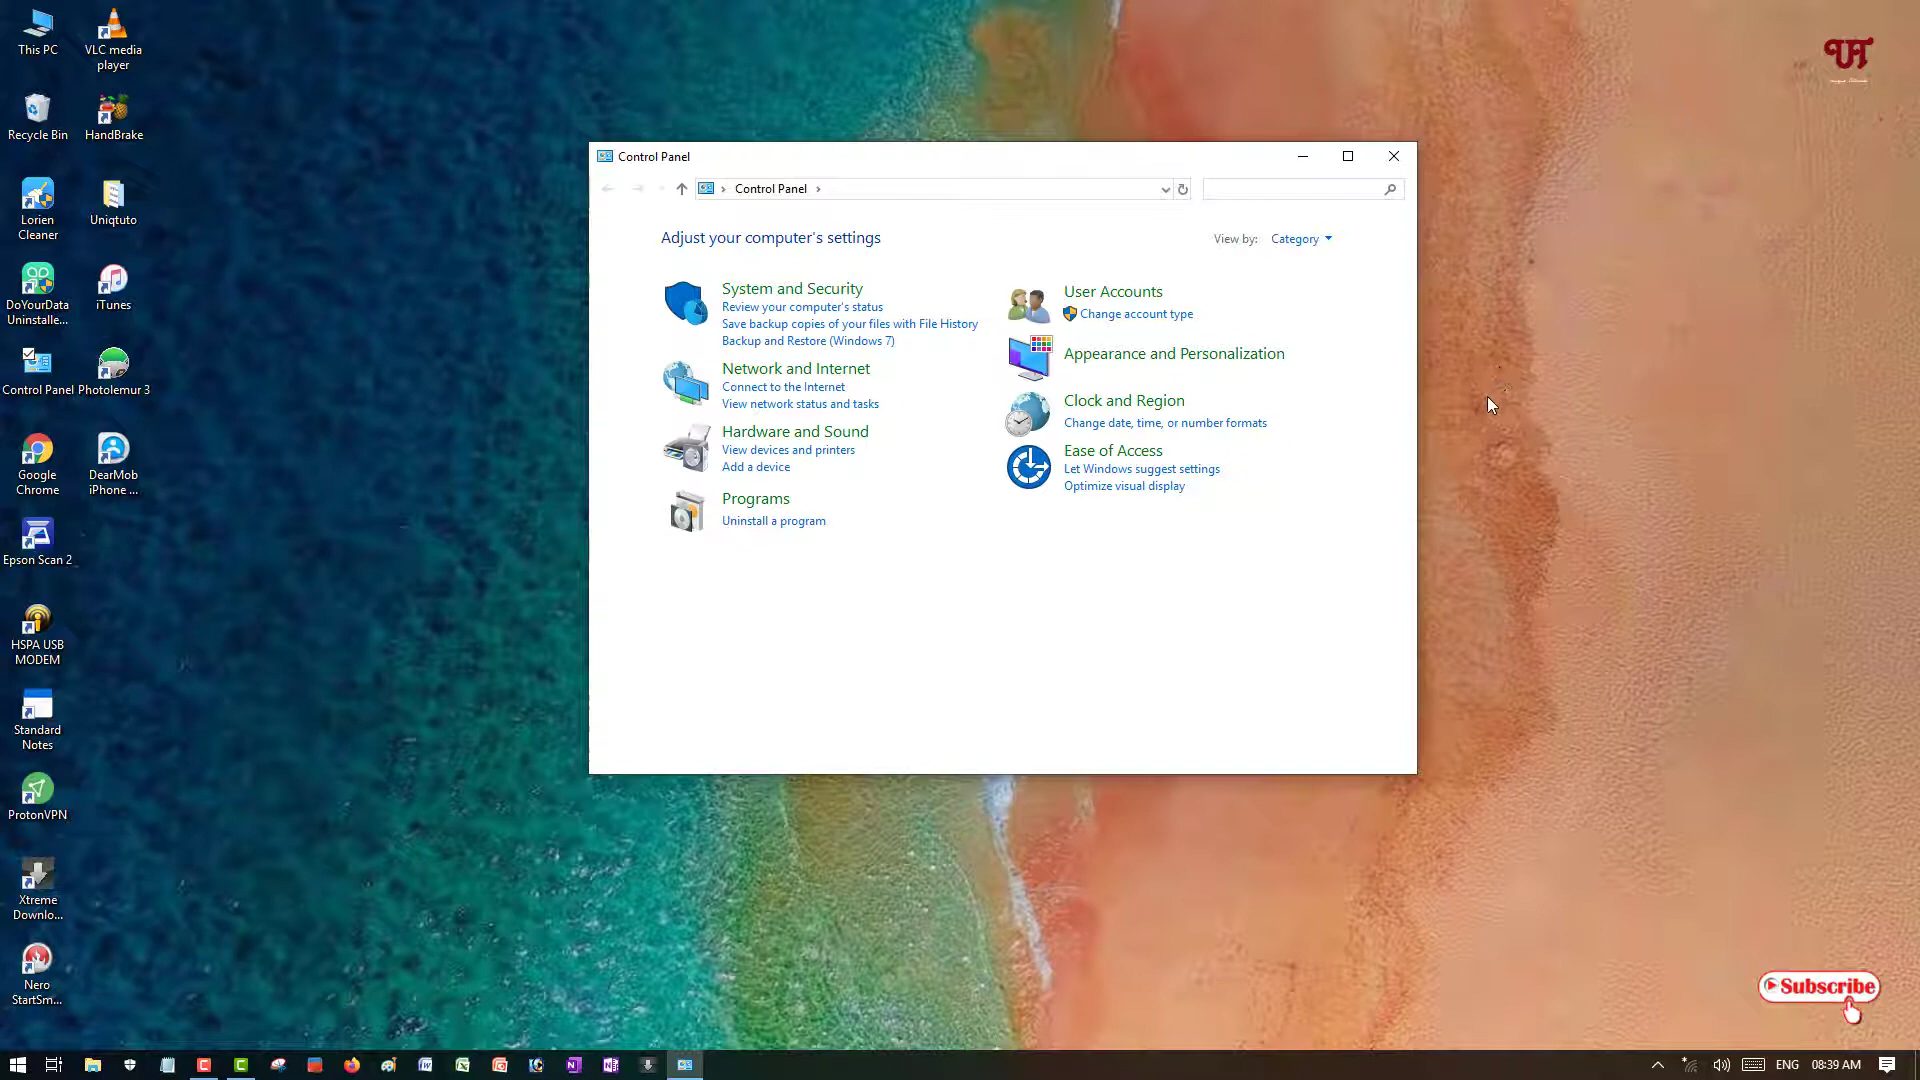 This PC
VLC media
player
Recycle Bin
HandBrake
Lorien
Cleaner
Uniqtuto
DoYourData
Uninstalle...
iTunes
Control Panel
Photolemur 3
Google
Chrome
DearMob
iPhone ...
Epson Scan 2
HSPA USB
MODEM
Standard
Notes
ProtonVPN
Xtreme
Downlo...
Nero
StartSm...
Control Panel
Control Panel
Adjust your computer's settings
View by: Category
System and Security
Review your computer's status
Save backup copies of your files with File History
Backup and Restore (Windows 7)
Network and Internet
Connect to the Internet
View network status and tasks
Hardware and Sound
View devices and printers
Add a device
Programs
Uninstall a program
User Accounts
Change account type
Appearance and Personalization
Clock and Region
Change date, time, or number formats
Ease of Access
Let Windows suggest settings
Optimize visual display
UT
Subscribe
ENG 08:39 AM